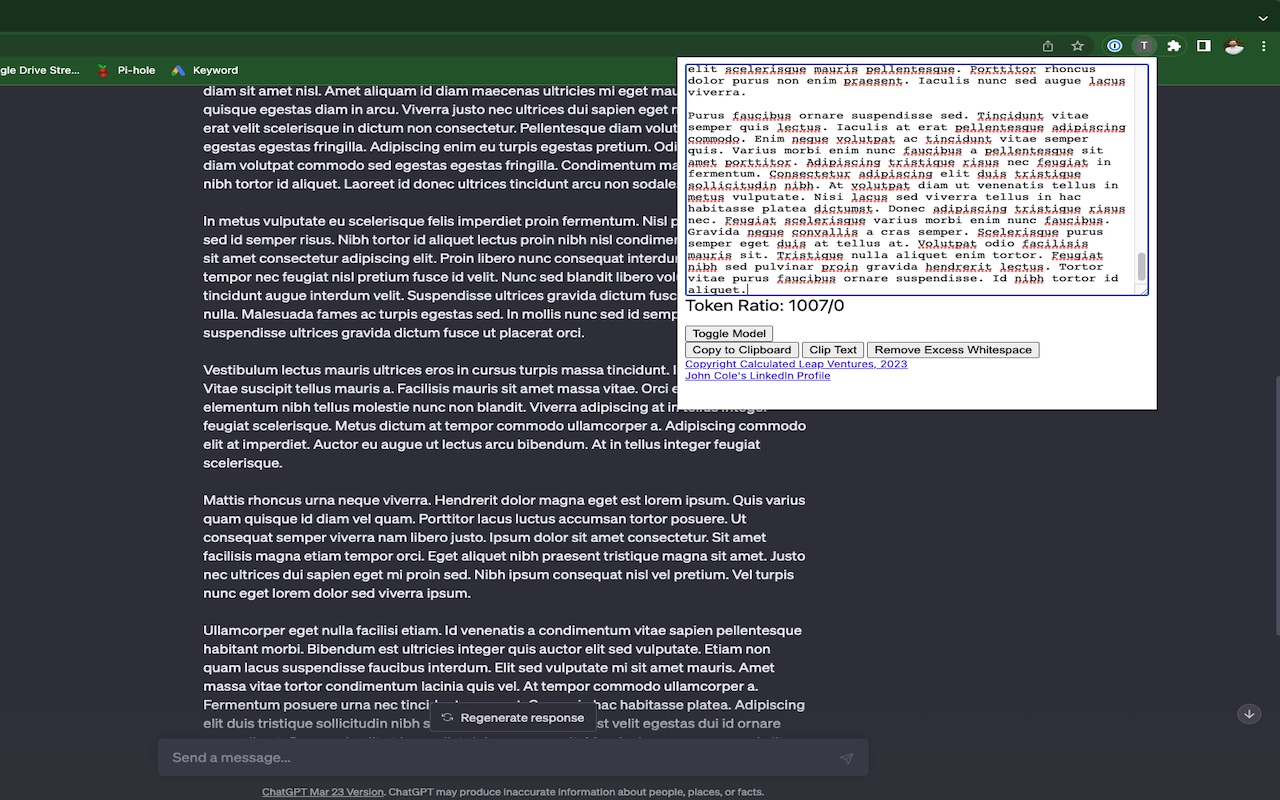 gle Drive Stre...
Pi-hole
Keyword
T
diam sit amet nisl. Amet aliquam id diam maecenas ultricies mi eget mau
quisque egestas diam in arcu. Viverra justo nec ultrices dui sapien eget
erat velit scelerisque in dictum non consectetur. Pellentesque diam volut
egestas egestas fringilla. Adipiscing enim eu turpis egestas pretium. Odi
diam volutpat commodo sed egestas egestas fringilla. Condimentum ma
nibh tortor id aliquet. Laoreet id donec ultrices tincidunt arcu non sodale
In metus vulputate eu scelerisque felis imperdiet proin fermentum. Nisl p
sed id semper risus. Nibh tortor id aliquet lectus proin nibh nisl condimen
sit amet consectetur adipiscing elit. Proin libero nunc consequat interdum
tempor nec feugiat nisl pretium fusce id velit. Nunc sed blandit libero vol
tincidunt augue interdum velit. Suspendisse ultrices gravida dictum fusc
nulla. Malesuada fames ac turpis egestas sed. In mollis nunc sed id semp
suspendisse ultrices gravida dictum fusce ut placerat orci.
Vestibulum lectus mauris ultrices eros in cursus turpis massa tincidunt. I
Vitae suscipit tellus mauris a. Facilisis mauris sit amet massa vitae. Orci e
elementum nibh tellus molestie nunc non blandit. Viverra adipiscing at in tellus integer
feugiat scelerisque. Metus dictum at tempor commodo ullamcorper a. Adipiscing commodo
elit at imperdiet. Auctor eu augue ut lectus arcu bibendum. At in tellus integer feugiat
scelerisque.
Mattis rhoncus urna neque viverra. Hendrerit dolor magna eget est lorem ipsum. Quis varius
quam quisque id diam vel quam. Porttitor lacus luctus accumsan tortor posuere. Ut
consequat semper viverra nam libero justo. Ipsum dolor sit amet consectetur. Sit amet
facilisis magna etiam tempor orci. Eget aliquet nibh praesent tristique magna sit amet. Justo
nec ultrices dui sapien eget mi proin sed. Nibh ipsum consequat nisl vel pretium. Vel turpis
nunc eget lorem dolor sed viverra ipsum.
Ullamcorper eget nulla facilisi etiam. Id venenatis a condimentum vitae sapien pellentesque
habitant morbi. Bibendum est ultricies integer quis auctor elit sed vulputate. Etiam non
quam lacus suspendisse faucibus interdum. Elit sed vulputate mi sit amet mauris. Amet
massa vitae tortor condimentum lacinia quis vel. At tempor commodo ullamcorper a.
Fermentum posuere urna nec tinci hac habitasse platea. Adipiscing
elit duis tristique sollicitudin nibh s st velit egestas dui id ornare
Regenerate response
Send a message...
ChatGPT Mar 23 Version. ChatGPT may produce inaccurate information about people, places, or facts.
elit scelerisque mauris pellentesque. Porttitor rhoncus
dolor purus non enim praesent. Iaculis nunc sed augue lacus
viverra.
Purus faucibus ornare suspendisse sed. Tincidunt vitae
semper quis lectus. Iaculis at erat pellentesque adipiscing
commodo. Enim neque volutpat ac tincidunt vitae semper
quis. Varius morbi enim nunc faucibus a pellentesque sit
amet porttitor. Adipiscing tristique risus nec feugiat in
fermentum. Consectetur adipiscing elit duis tristique
sollicitudin nibh. At volutpat diam ut venenatis tellus in
metus vulputate. Nisi lacus sed viverra tellus in hac
habitasse platea dictumst. Donec adipiscing tristique risus
nec. Feugiat scelerisque varius morbi enim nunc faucibus.
Gravida neque convallis a cras semper. Scelerisque purus
semper eget duis at tellus at. Volutpat odio facilisis
mauris sit. Tristique nulla aliquet enim tortor. Feugiat
nibh sed pulvinar proin gravida hendrerit lectus. Tortor
vitae purus faucibus ornare suspendisse. Id nibh tortor id
aliquet.
Token Ratio: 1007/0
Toggle Model
Copy to Clipboard Clip Text Remove Excess Whitespace
Copyright Calculated Leap Ventures, 2023
John Cole's LinkedIn Profile